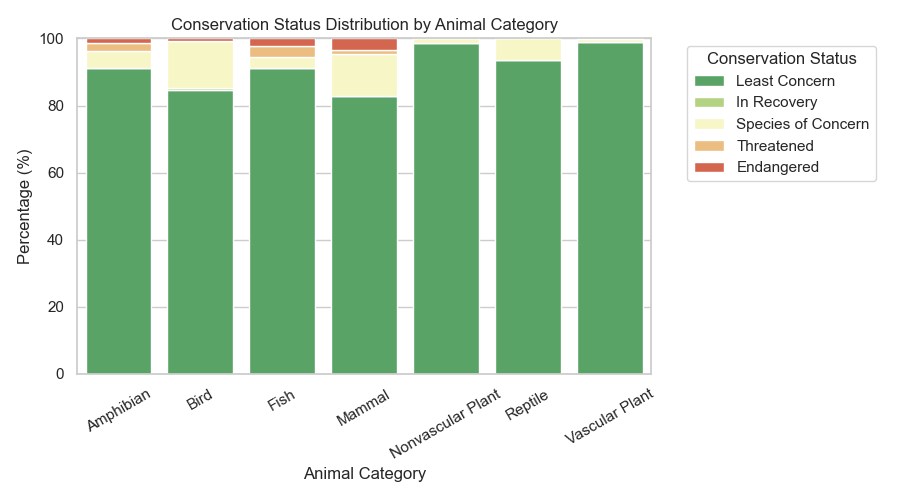 Conservation Status Distribution by Animal Category
Percentage (%)
100
80
60
40
20
0
Amphibian
Bird
Fish
Mammal
Nonvascular Plant
Reptile
Vascular Plant
Animal Category
Conservation Status
Least Concern
In Recovery
Species of Concern
Threatened
Endangered